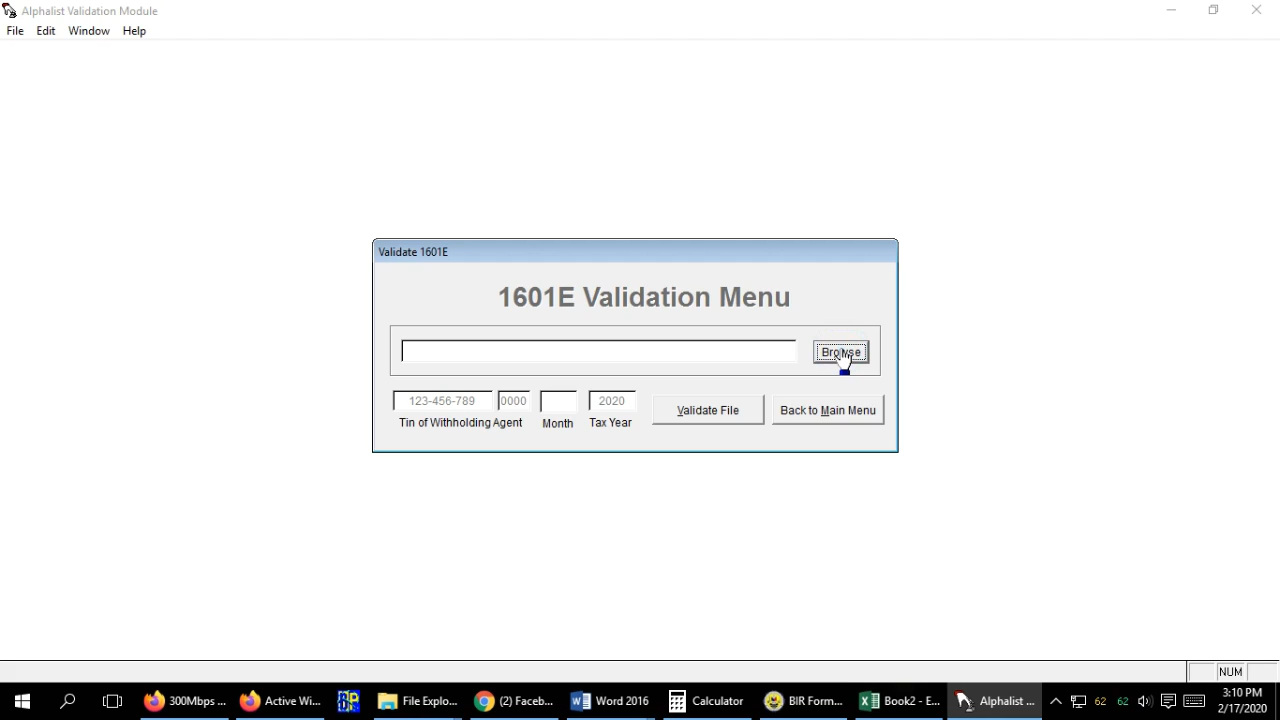 Alphalist Validation Module
File Edit Window Help
Validate 1601E
1601E Validation Menu
Browse
123-456-789 0000 2020
Tin of Withholding Agent Month Tax Year
Validate File Back to Main Menu
NUM
300Mbps ... Active Wi... File Explo... (2) Faceb... Word 2016 Calculator BIR Form... Book2 - E... Alphalist ... 62 62 3:10 PM
2/17/2020